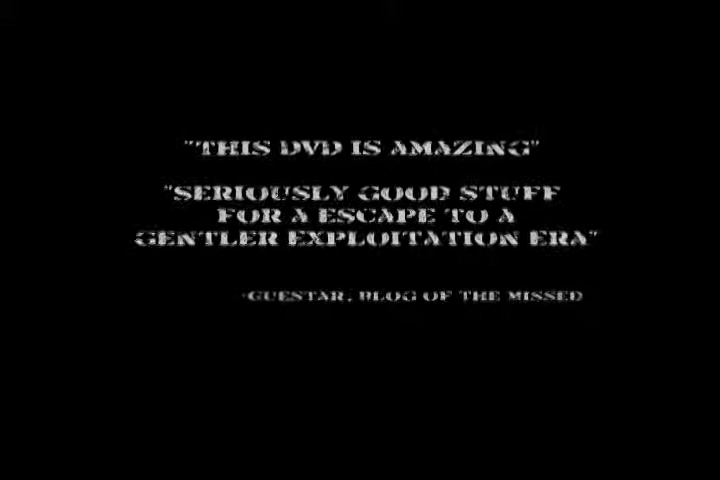 "THIS DVD IS AMAZING"
"SERIOUSLY GOOD STUFF
FOR A ESCAPE TO A
GENTLER EXPLOITATION ERA"
-GUESTAR, BLOG OF THE MISSED